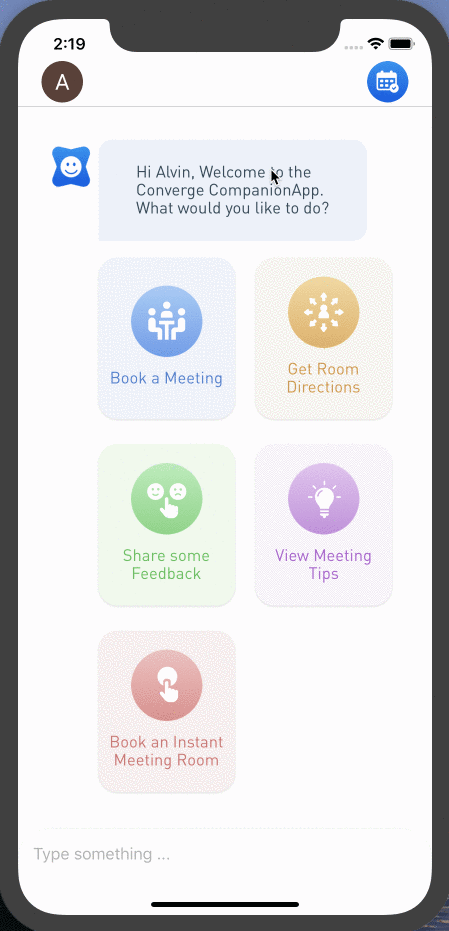 2:19
A
Hi Alvin, Welcome to the
Converge CompanionApp.
What would you like to do?
Book a Meeting
Get Room
Directions
Share some
Feedback
View Meeting
Tips
Book an Instant
Meeting Room
Type something ...